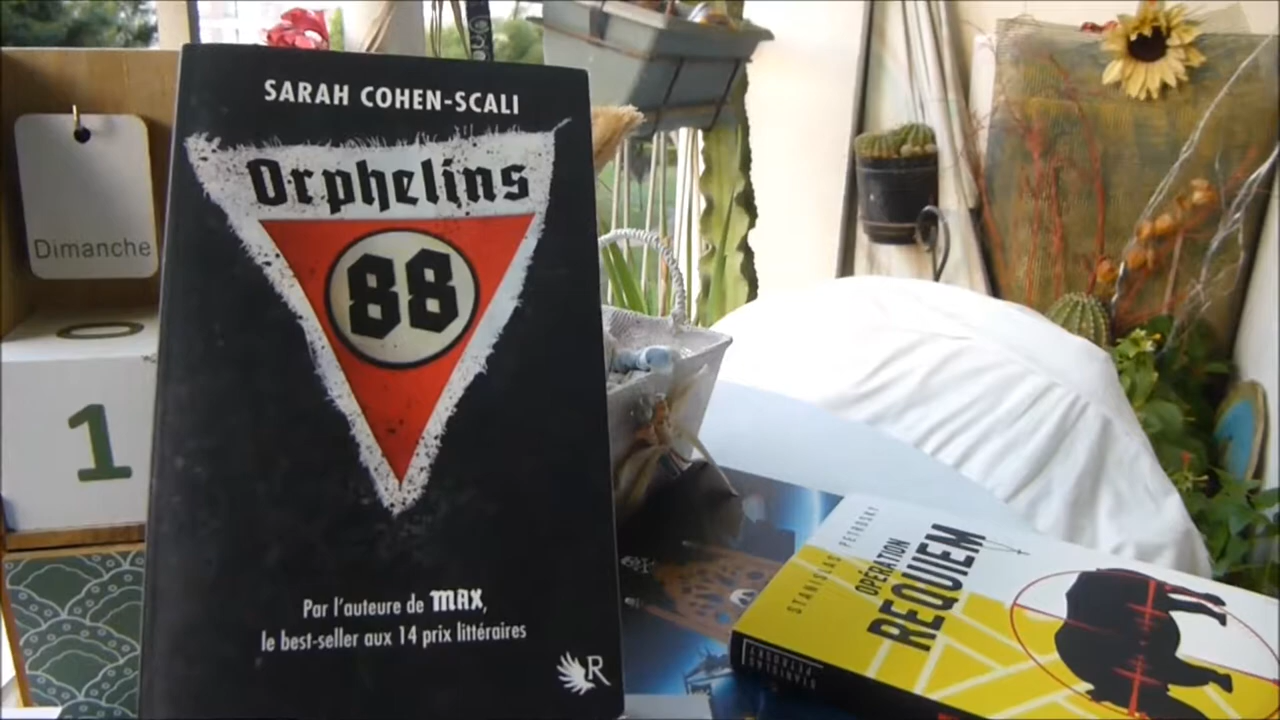 SARAH COHEN-SCALI
Orphelins
88
Par l'auteure de MAX,
le best-seller aux 14 prix littéraires
R
Dimanche
1
STANISLAS PETROSKY
OPÉRATION
REQUIEM